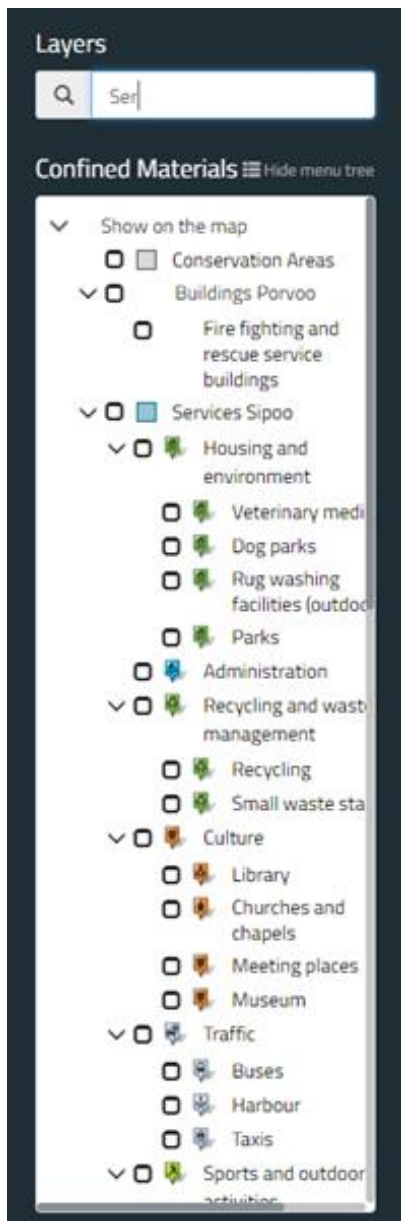 Layers
Ser
Confined Materials Hide menu tree
Show on the map
Conservation Areas
Buildings Porvoo
Fire fighting and
rescue service
buildings
Services Sipoo
Housing and
environment
Veterinary medi
Dog parks
Rug washing
facilities (outdoo
Parks
Administration
Recycling and wast
management
Recycling
Small waste sta
Culture
Library
Churches and
chapels
Meeting places
Museum
Traffic
Buses
Harbour
Taxis
Sports and outdoor
activities